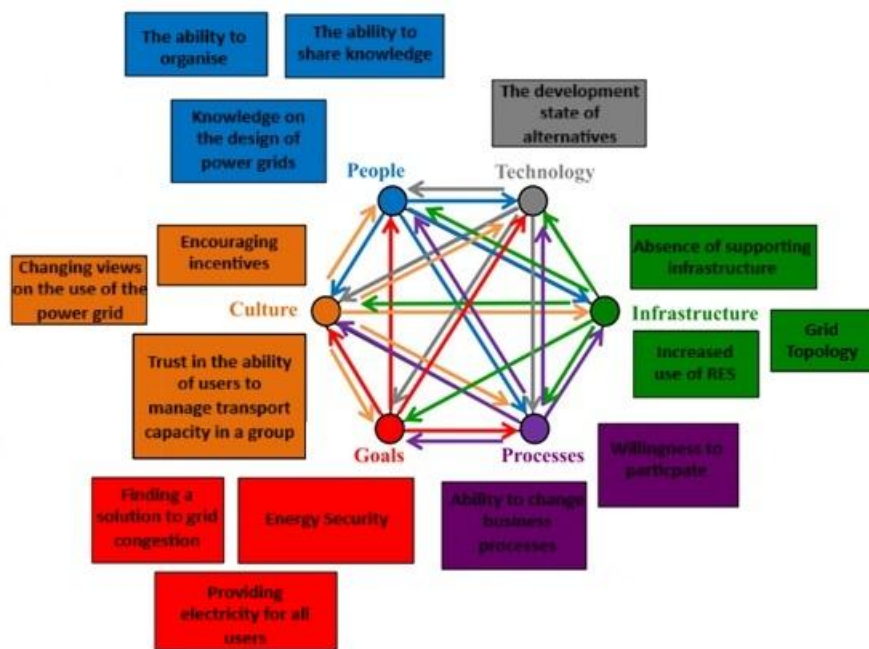 The ability to
organise
The ability to
share knowledge
The development
state of
alternatives
Knowledge on
the design of
power grids
People
Technology
Encouraging
incentives
Changing views
on the use of the
power grid
Absence of supporting
infrastructure
Culture
Infrastructure
Grid
Topology
Increased
use of RES
Trust in the ability
of users to
manage transport
capacity in a group
Goals
Processes
Willingness to
particpate
Finding a
solution to grid
congestion
Energy Security
Ability to change
business
processes
Providing
electricity for all
users